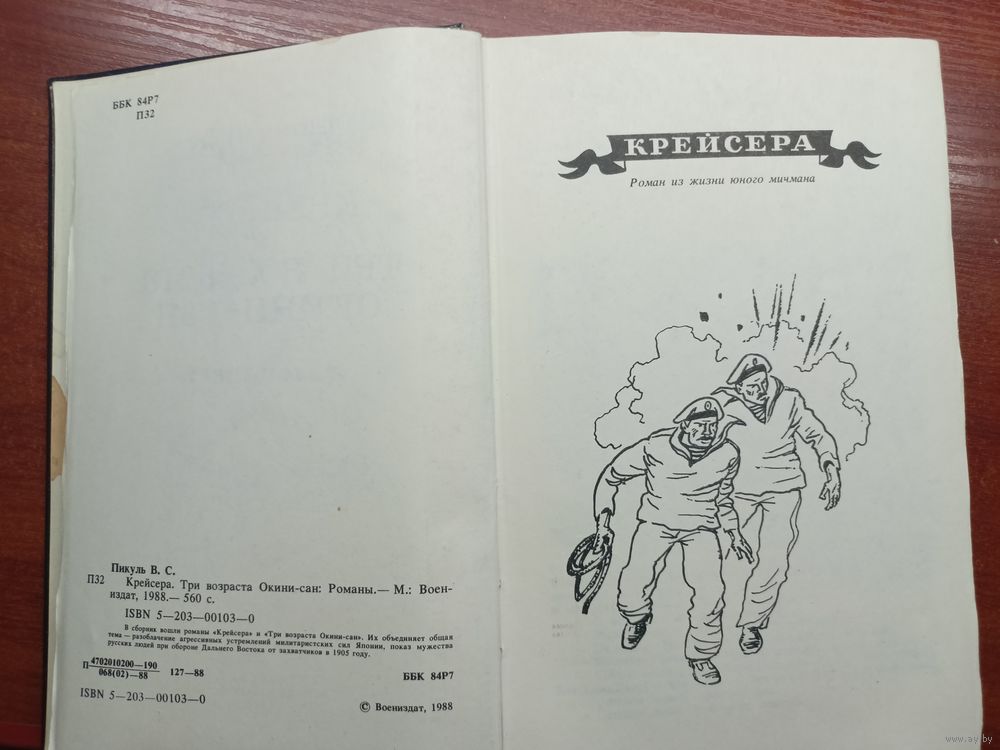 ББК 84Р7
П32
Пикуль В. С.
П32 Крейсера. Три возраста Окини-сан: Романы.— М.: Воен-
издат, 1988.— 560 с.
ISBN 5—203—00103—0
В сборник вошли романы «Крейсера» и «Три возраста Окини-сан». Их объединяет общая
тема — разоблачение агрессивных устремлений милитаристских сил Японии, показ мужества
русских людей при обороне Дальнего Востока от захватчиков в 1905 году.
П 4702010200—190
068(02)—88 127—88
ББК 84Р7
ISBN 5—203—00103—0
© Воениздат, 1988
КРЕЙСЕРА
Роман из жизни юного мичмана
www.ay.by